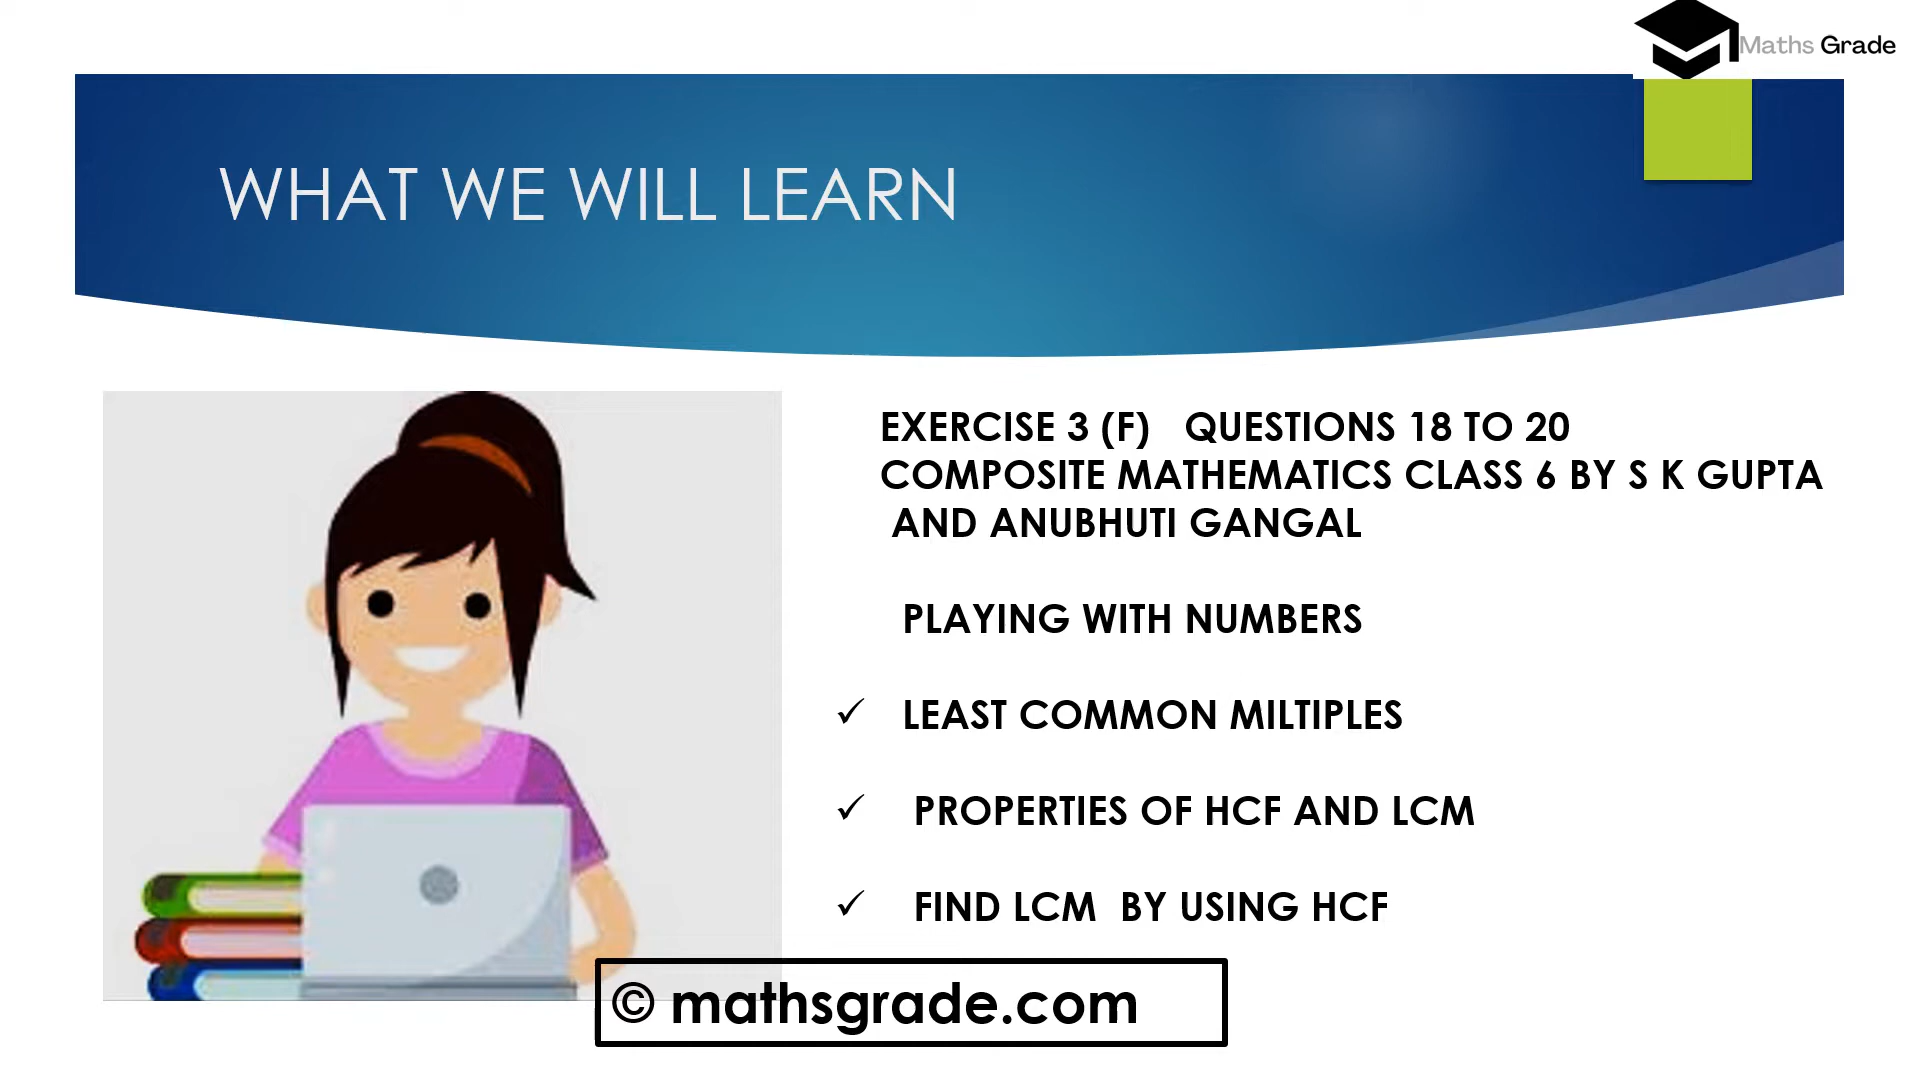 Maths Grade
WHAT WE WILL LEARN
EXERCISE 3 (F) QUESTIONS 18 TO 20
COMPOSITE MATHEMATICS CLASS 6 BY S K GUPTA
AND ANUBHUTI GANGAL
PLAYING WITH NUMBERS
✓ LEAST COMMON MILTIPLES
✓ PROPERTIES OF HCF AND LCM
✓ FIND LCM BY USING HCF
© mathsgrade.com